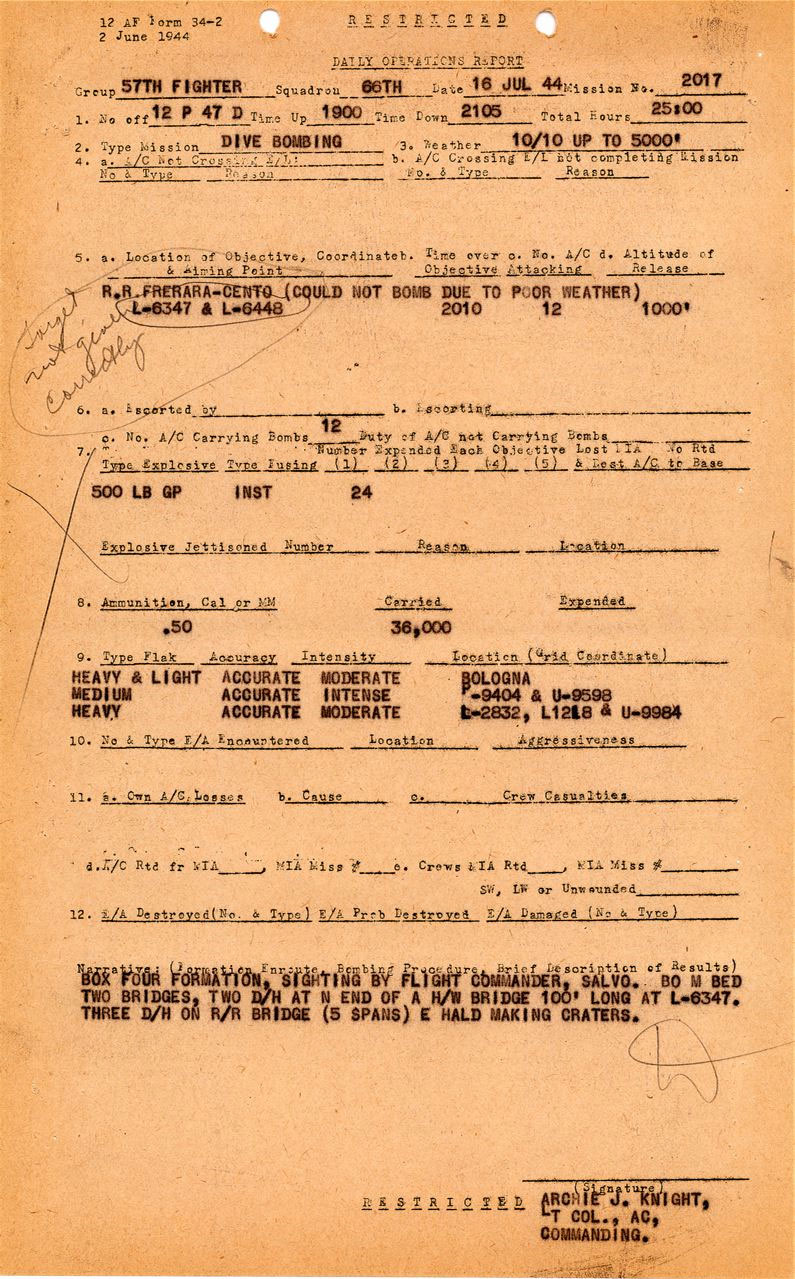 12 AF Form 34-2
R E S T R I C T E D
2 June 1944
DAILY OPERATIONS REPORT
Group 57TH FIGHTER Squadron 66TH Date 16 JUL 44 Mission No. 2017
1. No off 12 P 47 D Time Up 1900 Time Down 2105 Total Hours 25:00
2. Type Mission DIVE BOMBING 3. Weather 10/10 UP TO 5000'
4. a. A/C Not Crossing E/L: b. A/C Crossing E/L not completing Mission
No & Type Reason No. & Type Reason
5. a. Location of Objective, Coordinate b. Time over c. No. A/C d. Altitude of
& Aiming Point Objective Attacking Release
R.R FRERARA-CENTO (COULD NOT BOMB DUE TO POOR WEATHER)
L-6347 & L-6448 2010 12 1000'
Target
not given
correctly
6. a. Escorted by b. Escorting
c. No. A/C Carrying Bombs 12 Duty of A/C not Carrying Bombs
7. Number Expended Each Objective Lost MIA No Rtd
Type Explosive Type Fusing (1) (2) (3) (4) (5) & Lost A/C to Base
500 LB GP INST 24
Explosive Jettisoned Number Reason Location
8. Ammunition, Cal or MM Carried Expended
.50 36,000
9. Type Flak Accuracy Intensity Location (Grid Coordinate)
HEAVY & LIGHT ACCURATE MODERATE BOLOGNA
MEDIUM ACCURATE INTENSE F-9404 & U-9598
HEAVY ACCURATE MODERATE L-2832, L1218 & U-9984
10. No & Type E/A Encountered Location Aggressiveness
11. a. Own A/C Losses b. Cause c. Crew Casualties
d. A/C Rtd fr MIA , MIA Miss # e. Crews MIA Rtd , MIA Miss #
SW, LW or Unwounded
12. E/A Destroyed(No. & Type) E/A Prob Destroyed E/A Damaged (No & Type)
Narrative: (Formation Enroute, Bombing Procedure, Brief Description of Results)
BOX FOUR FORMATION, SIGHTING BY FLIGHT COMMANDER, SALVO. BO M BED
TWO BRIDGES, TWO D/H AT N END OF A H/W BRIDGE 100' LONG AT L-6347.
THREE D/H ON R/R BRIDGE (5 SPANS) E HALD MAKING CRATERS.
(Signature)
R E S T R I C T E D
ARCHIE J. KNIGHT,
LT COL., AC,
COMMANDING.